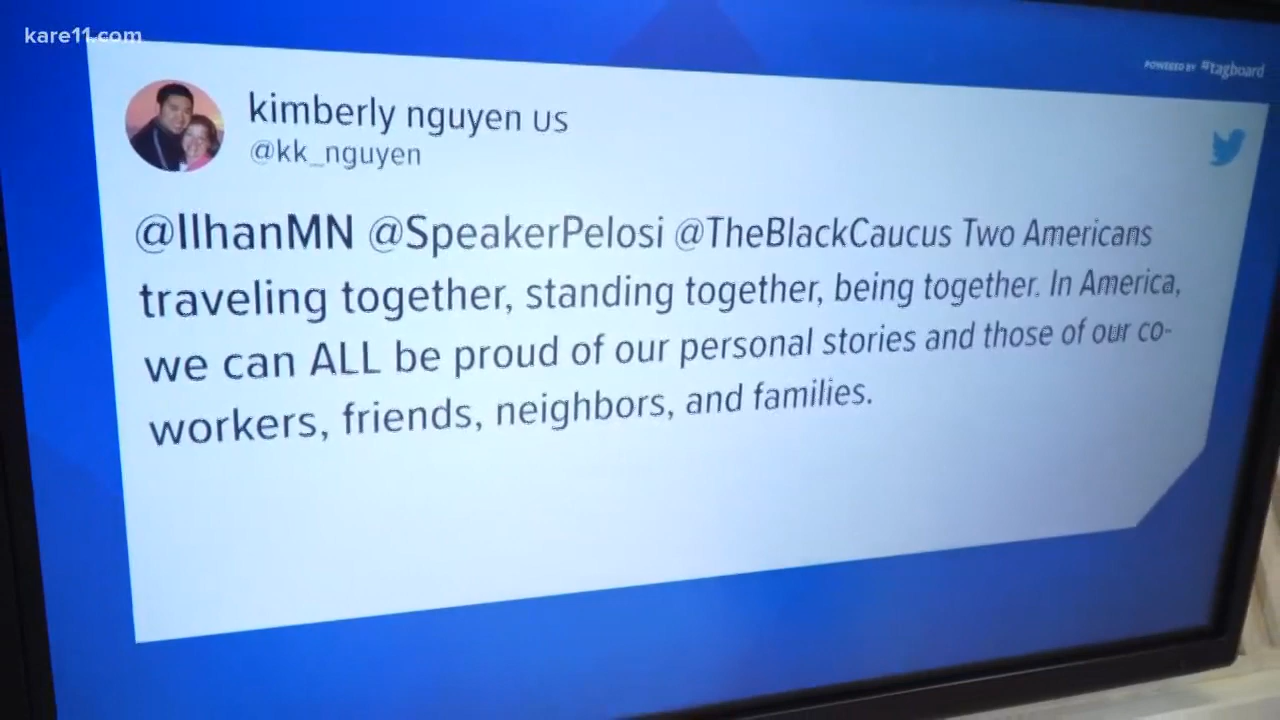 kare11.com
POWERED BY #tagboard
kimberly nguyen US
@kk_nguyen
@IlhanMN @SpeakerPelosi @TheBlackCaucus Two Americans
traveling together, standing together, being together. In America,
we can ALL be proud of our personal stories and those of our co-
workers, friends, neighbors, and families.